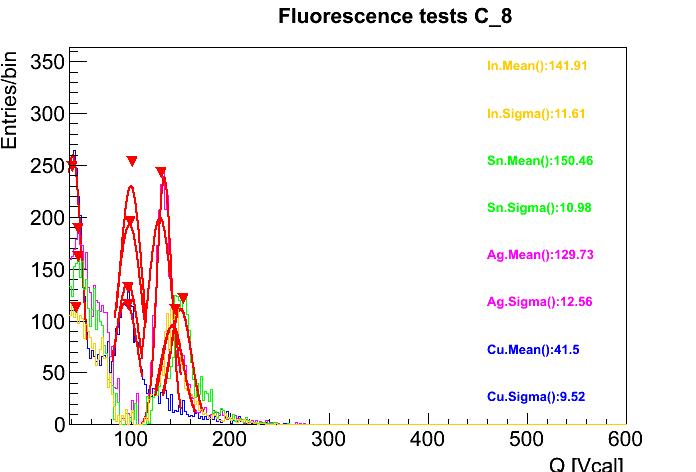 Fluorescence tests C_8
Entries/bin
350
300
250
200
150
100
50
0
In.Mean():141.91
In.Sigma():11.61
Sn.Mean():150.46
Sn.Sigma():10.98
Ag.Mean():129.73
Ag.Sigma():12.56
Cu.Mean():41.5
Cu.Sigma():9.52
100 200 300 400 500 600
Q [Vcal]